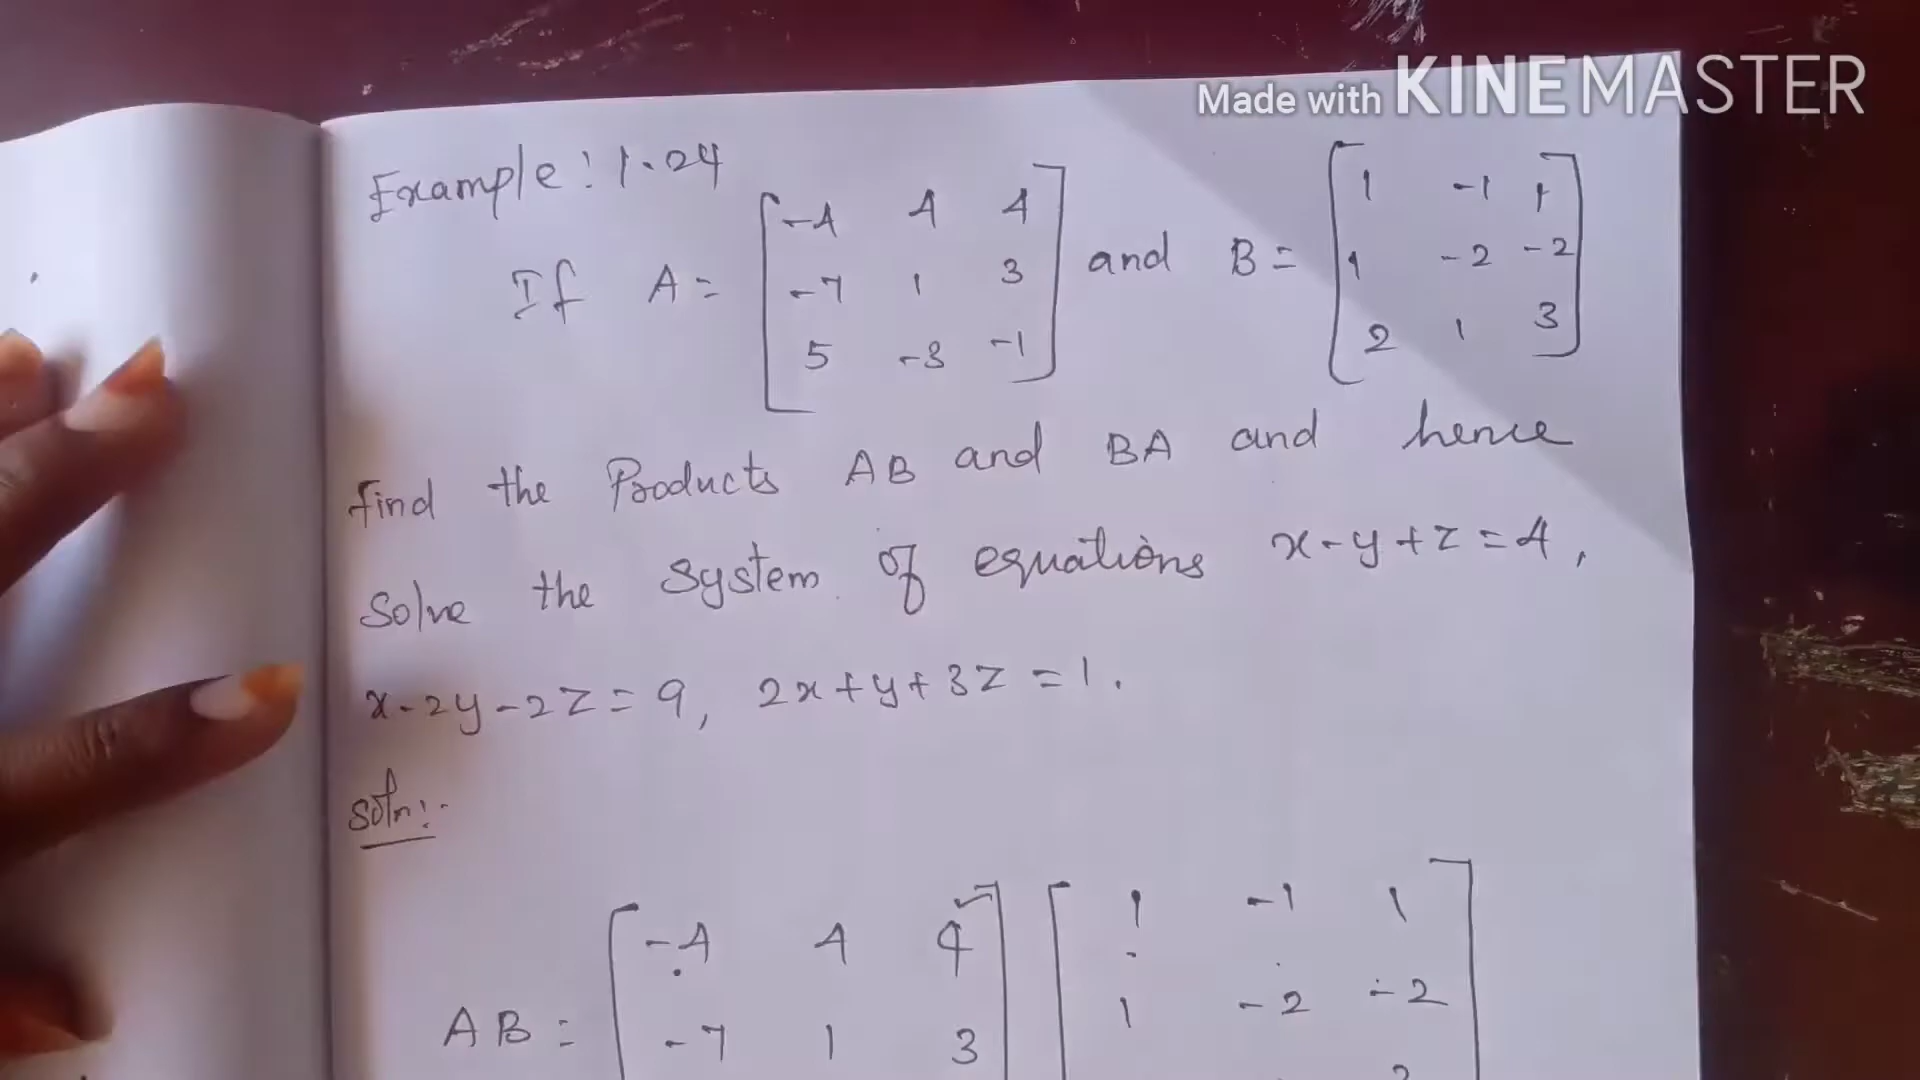 Made with KINEMASTER
Example: 1.24
If A = [ -4 4 4 ] and B = [ 1 -1 1 ]
[ -7 1 3 ] [ 1 -2 -2 ]
[ 5 -3 -1 ] [ 2 1 3 ]
find the Products AB and BA and hence
Solve the System of equations x-y+z=4,
x-2y-2z=9, 2x+y+3z=1.
Soln:-
[ -4 4 4 ] [ 1 -1 1 ]
AB = [ -7 1 3 ] [ 1 -2 -2 ]